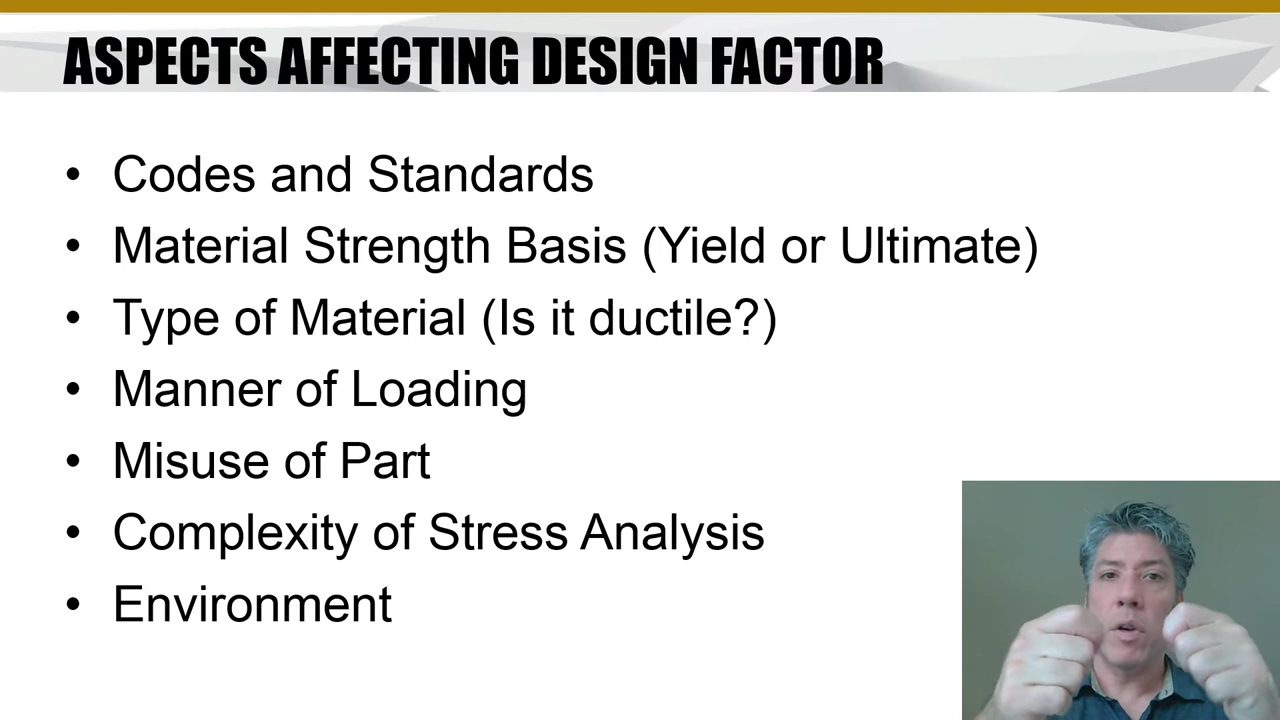 ASPECTS AFFECTING DESIGN FACTOR
• Codes and Standards
• Material Strength Basis (Yield or Ultimate)
• Type of Material (Is it ductile?)
• Manner of Loading
• Misuse of Part
• Complexity of Stress Analysis
• Environment